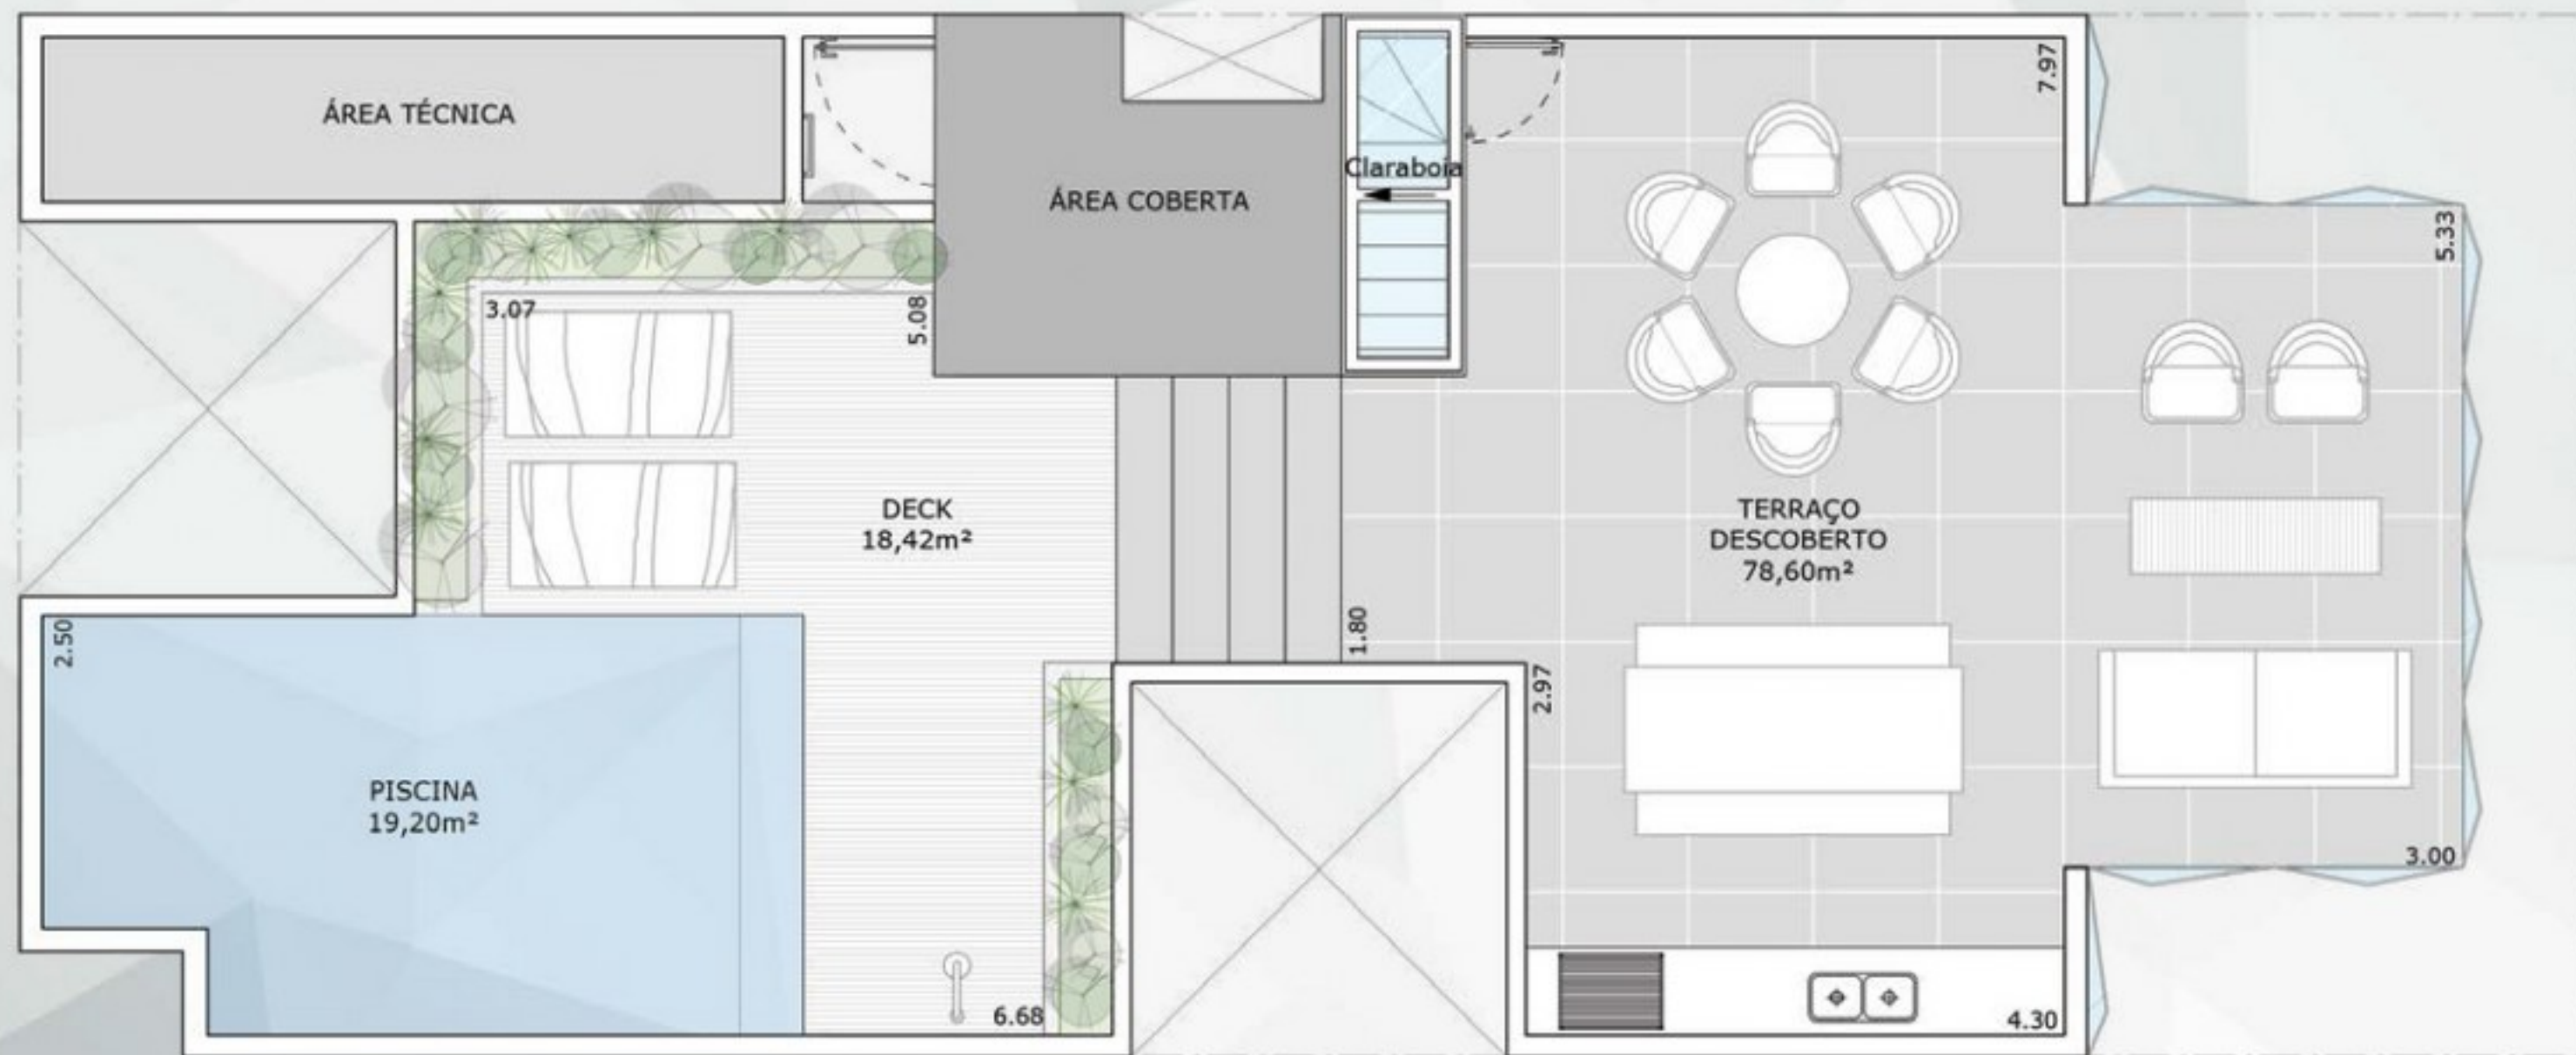 ÁREA TÉCNICA
ÁREA COBERTA
Claraboia
7.97
5.33
3.07
5.08
DECK
18,42m²
TERRAÇO
DESCOBERTO
78,60m²
2.50
1.80
2.97
PISCINA
19,20m²
3.00
6.68
4.30